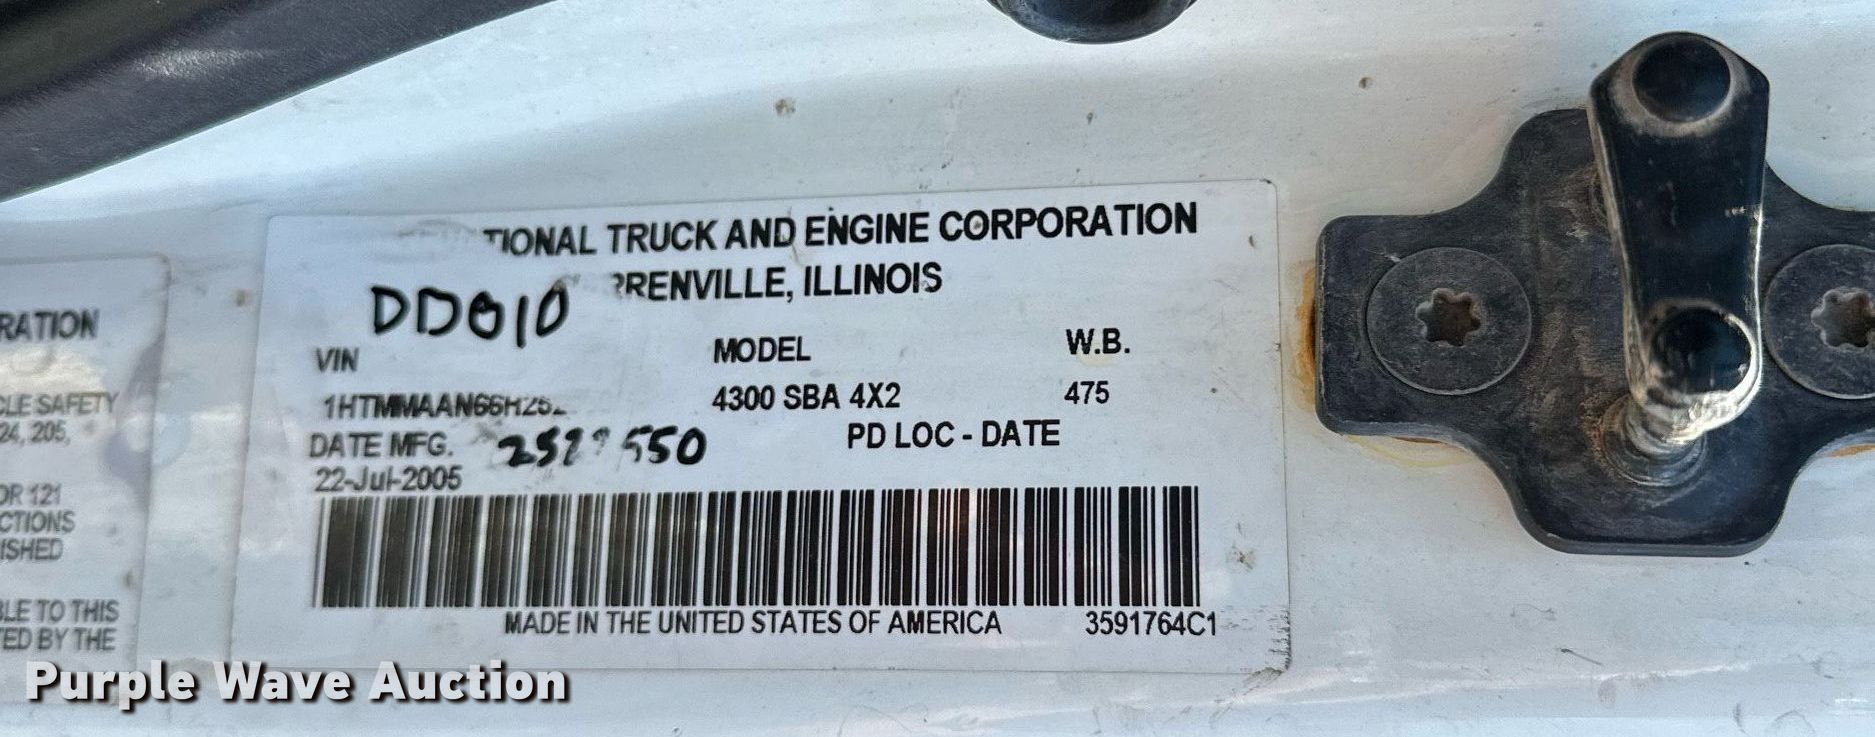 RATION
CLE SAFETY
24, 205,
OR 121
CTIONS
ISHED
BLE TO THIS
TED BY THE
TIONAL TRUCK AND ENGINE CORPORATION
RRENVILLE, ILLINOIS
DD010
VIN MODEL W.B.
4300 SBA 4X2 475
DATE MFG. PD LOC - DATE
22-Jul-2005
MADE IN THE UNITED STATES OF AMERICA 3591764C1
Purple Wave Auction